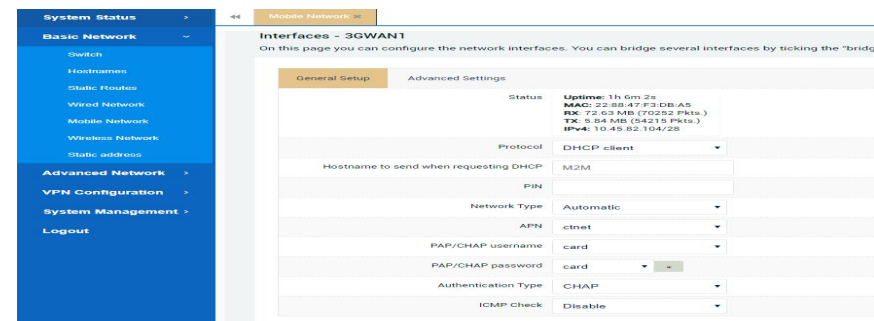 System Status >
Basic Network
Switch
Hostnames
Static Routes
Wired Network
Mobile Network
Wireless Network
Static address
Advanced Network >
VPN Configuration >
System Management >
Logout
Mobile Network
Interfaces - 3GWAN1
On this page you can configure the network interfaces. You can bridge several interfaces by ticking the "bridg
General Setup Advanced Settings
Status
Uptime: 1h 6m 2s
MAC: 22:88:47:F3:DB:A5
RX: 72.63 MB (70252 Pkts.)
TX: 5.84 MB (54215 Pkts.)
IPv4: 10.45.82.104/28
Protocol DHCP client
Hostname to send when requesting DHCP M2M
PIN
Network Type Automatic
APN ctnet
PAP/CHAP username card
PAP/CHAP password card
Authentication Type CHAP
ICMP Check Disable